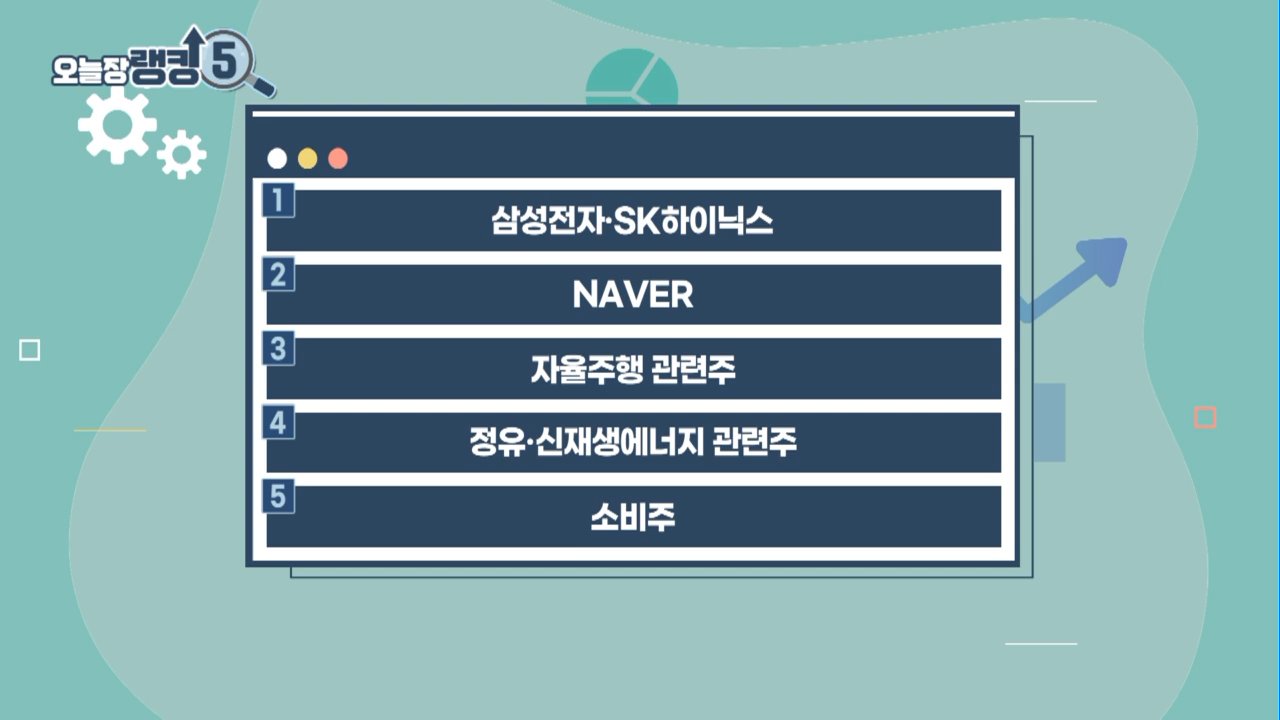 오늘장 랭킹 5
1
삼성전자·SK하이닉스
2
NAVER
3
자율주행 관련주
4
정유·신재생에너지 관련주
5
소비주